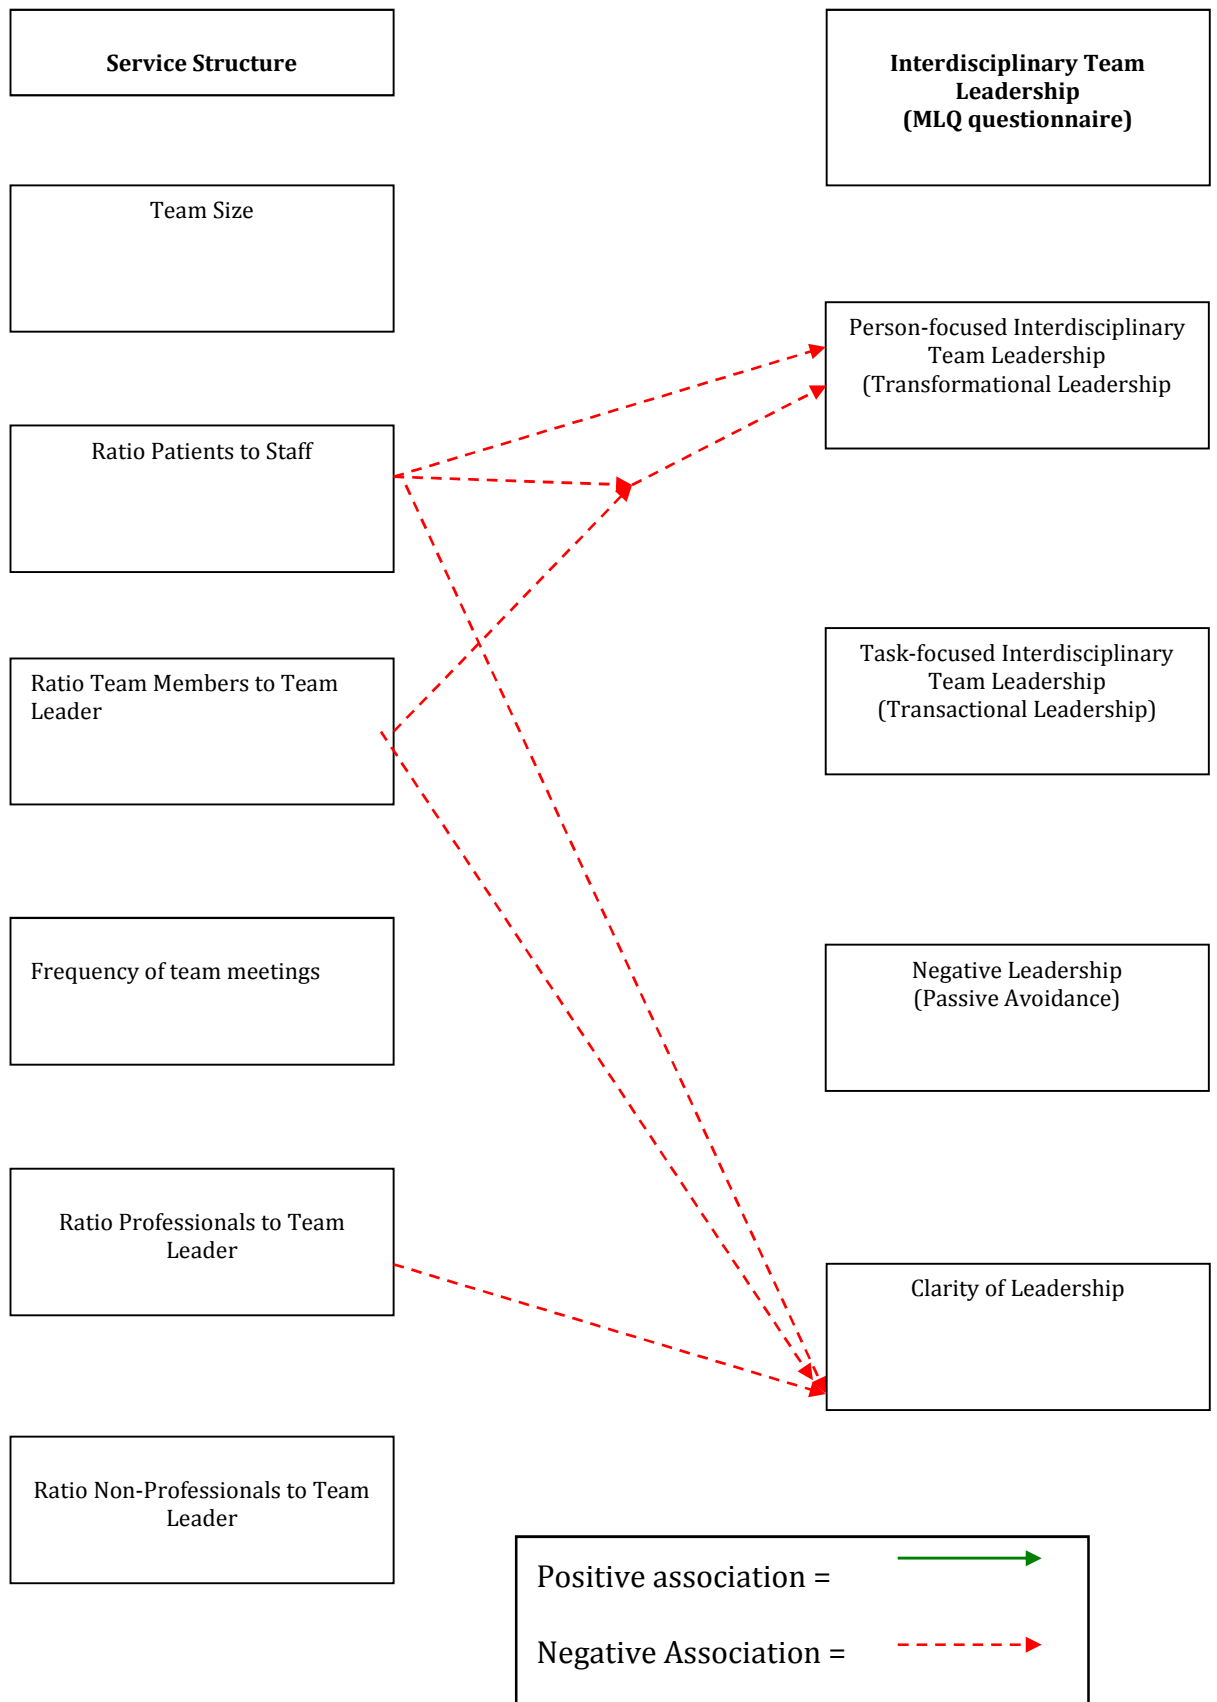 Service Structure
Interdisciplinary Team
Leadership
(MLQ questionnaire)
Team Size
Person-focused Interdisciplinary
Team Leadership
(Transformational Leadership
Ratio Patients to Staff
Task-focused Interdisciplinary
Team Leadership
(Transactional Leadership)
Ratio Team Members to Team
Leader
Frequency of team meetings
Negative Leadership
(Passive Avoidance)
Ratio Professionals to Team
Leader
Clarity of Leadership
Ratio Non-Professionals to Team
Leader
Positive association =
Negative Association =